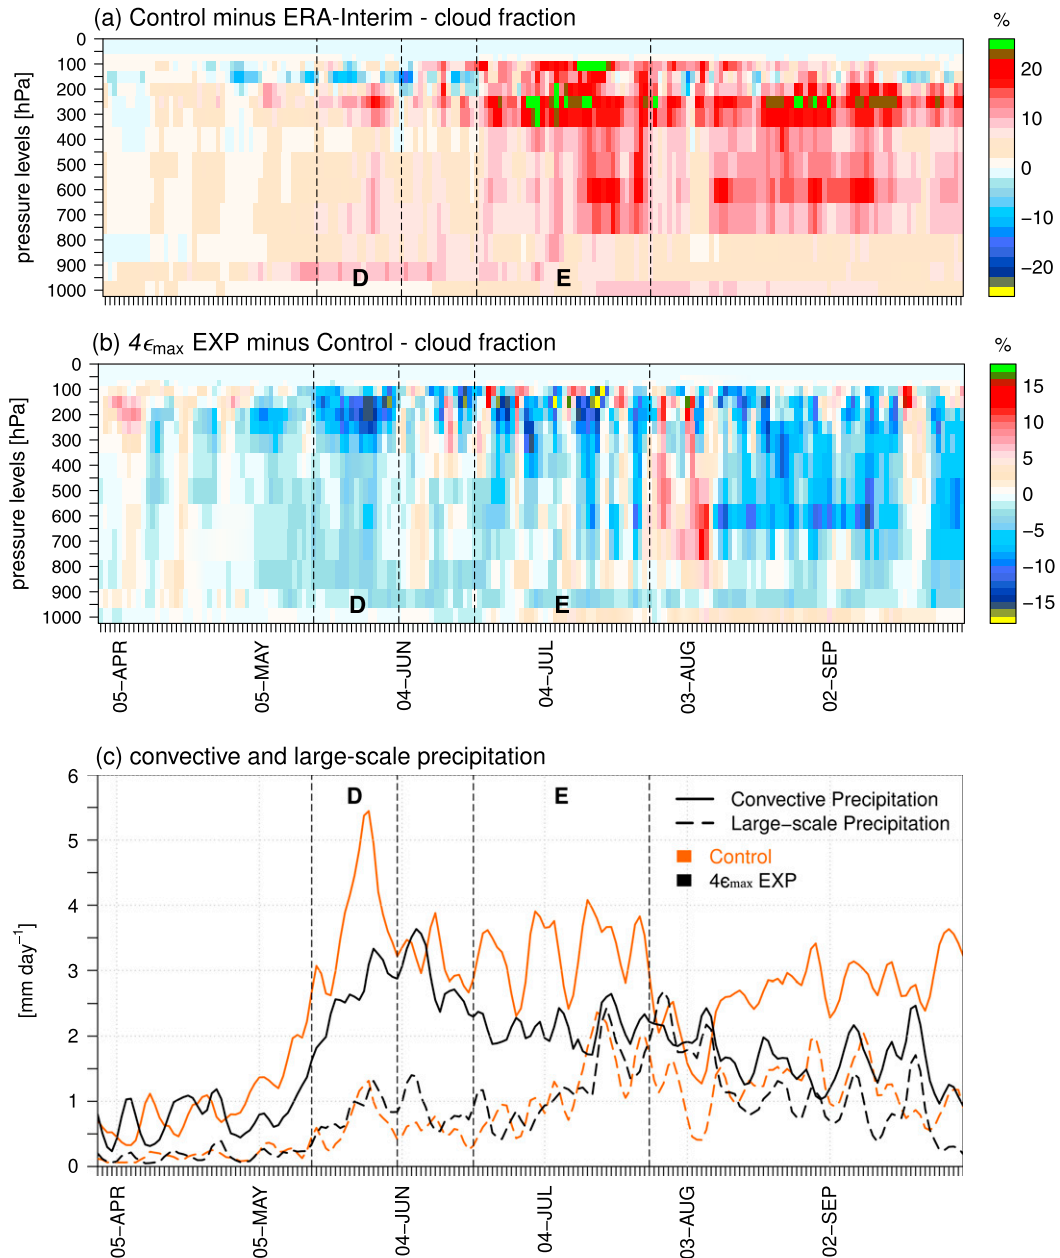 (a) Control minus ERA-Interim - cloud fraction
%
pressure levels [hPa]
0
100
200
300
400
500
600
700
800
900
1000
D
E
20
10
0
−10
−20
(b) 4ϵmax EXP minus Control - cloud fraction
%
pressure levels [hPa]
0
100
200
300
400
500
600
700
800
900
1000
D
E
15
10
5
0
−5
−10
−15
05−APR
05−MAY
04−JUN
04−JUL
03−AUG
02−SEP
(c) convective and large-scale precipitation
[mm day−1]
6
5
4
3
2
1
0
D
E
Convective Precipitation
Large−scale Precipitation
Control
4ϵmax EXP
05−APR
05−MAY
04−JUN
04−JUL
03−AUG
02−SEP